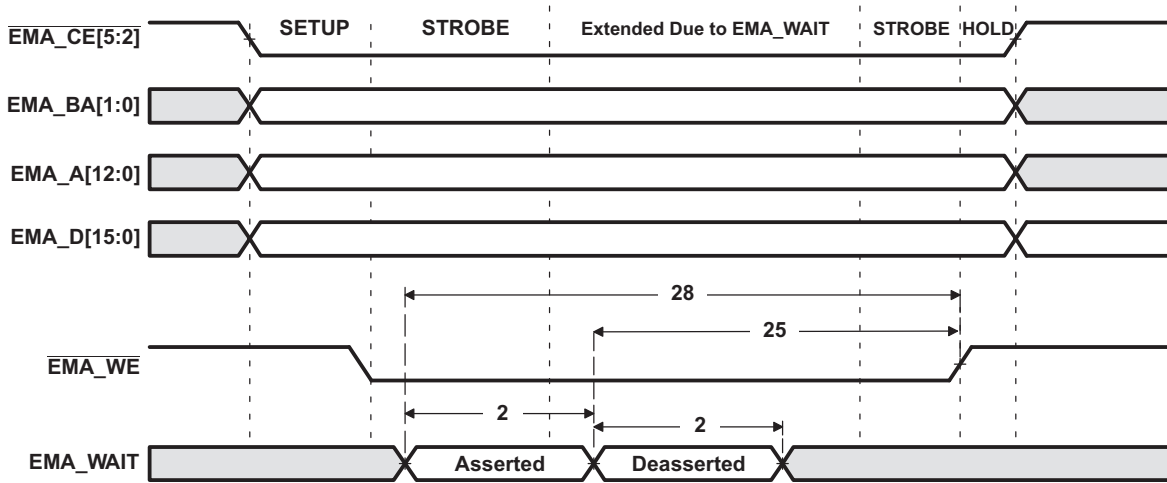 SETUP STROBE Extended Due to EMA_WAIT STROBE HOLD
EMA_CE[5:2]
EMA_BA[1:0]
EMA_A[12:0]
EMA_D[15:0]
28
25
EMA_WE
2
2
EMA_WAIT Asserted Deasserted